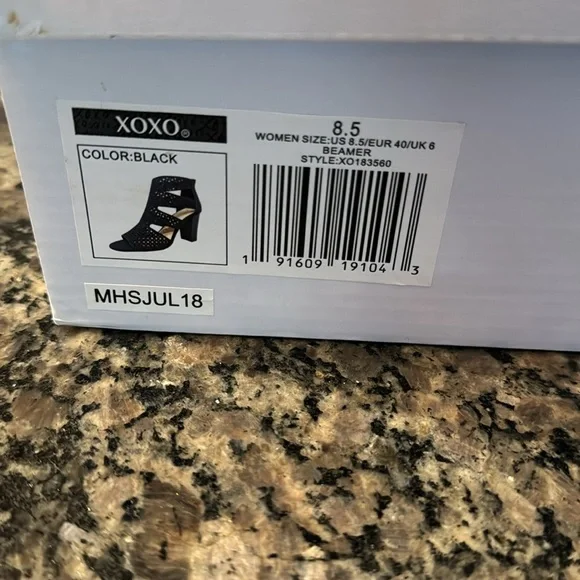 XOXO®
COLOR:BLACK
8.5
WOMEN SIZE:US 8.5/EUR 40/UK 6
BEAMER
STYLE:XO183560
1 91609 19104 3
MHSJUL18